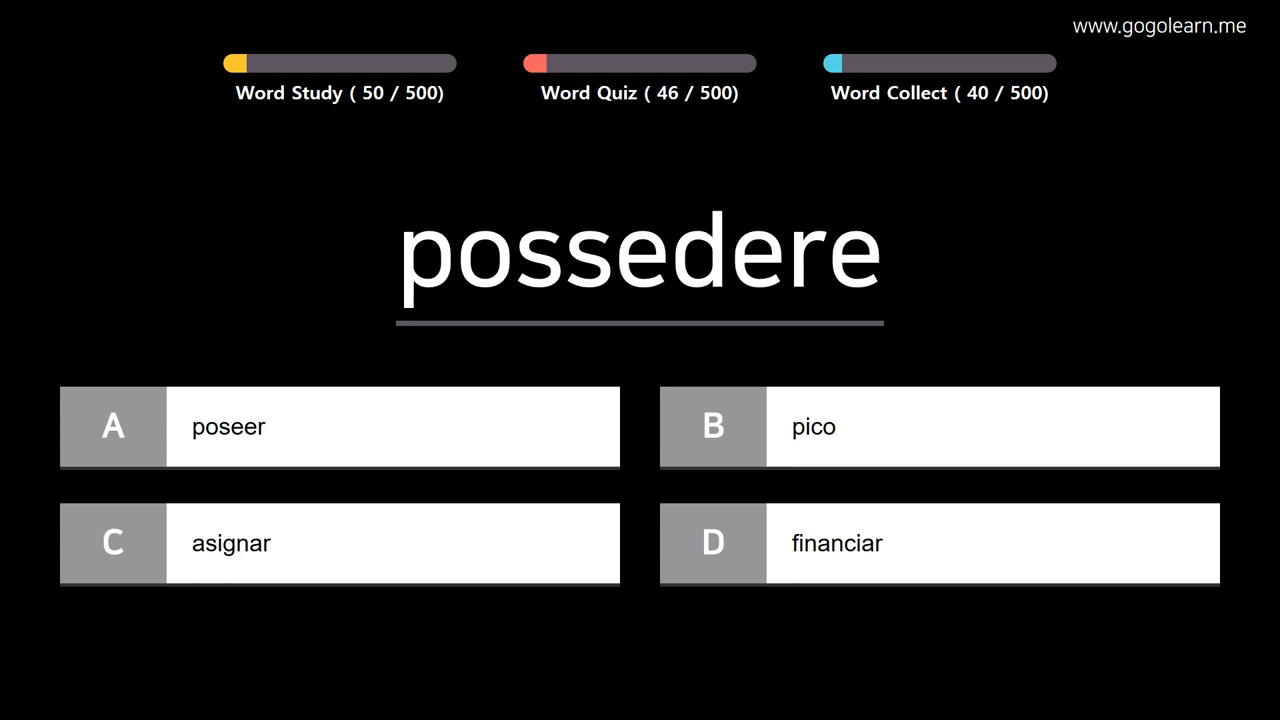 www.gogolearn.me
Word Study ( 50 / 500)
Word Quiz ( 46 / 500)
Word Collect ( 40 / 500)
possedere
A
poseer
B
pico
C
asignar
D
financiar